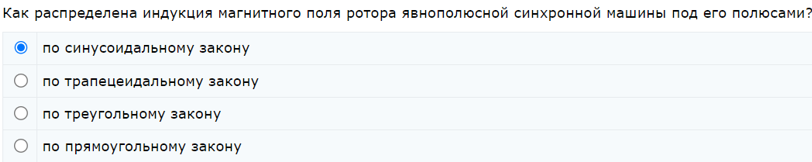 Как распределена индукция магнитного поля ротора явнополюсной синхронной машины под его полюсами?
по синусоидальному закону
по трапецеидальному закону
по треугольному закону
по прямоугольному закону